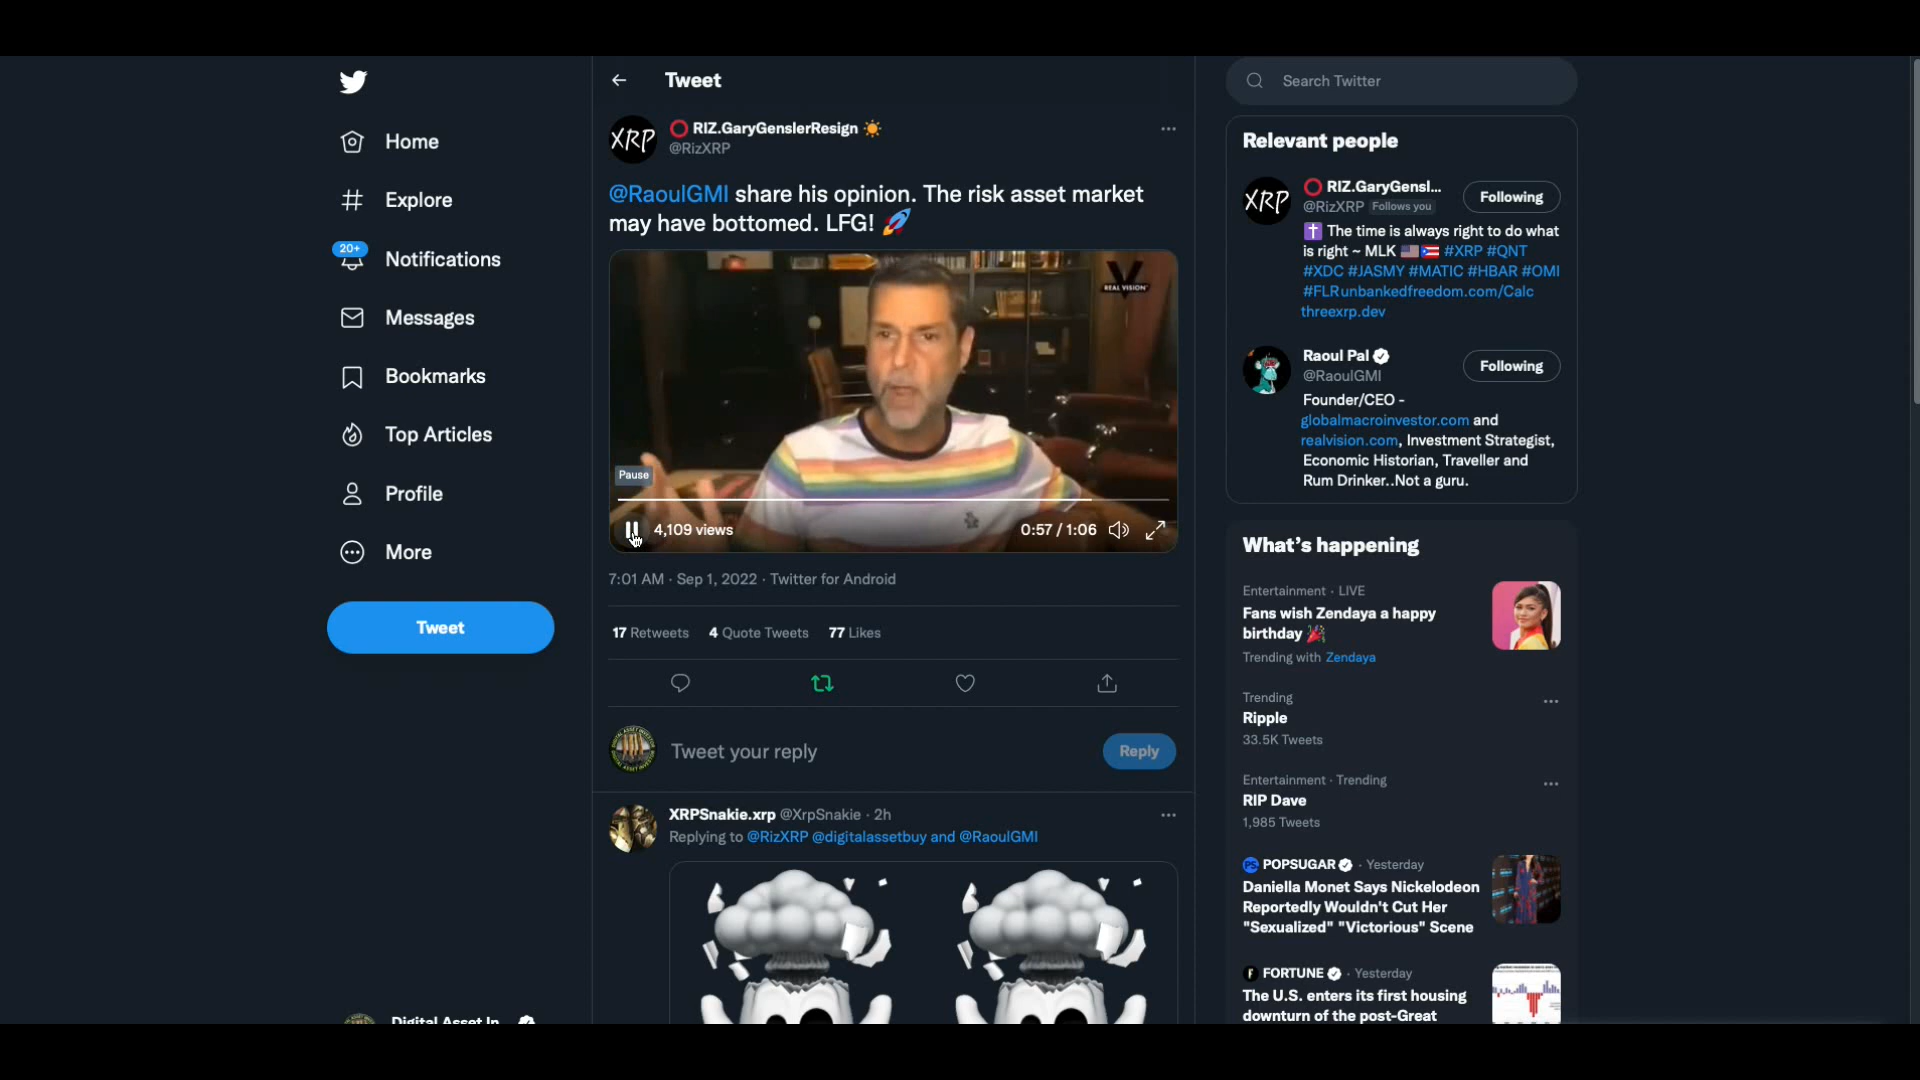 Home
Explore
20+
Notifications
Messages
Bookmarks
Top Articles
Profile
More
Tweet
Tweet
XRP
RIZ.GaryGenslerResign
@RizXRP
@RaoulGMI share his opinion. The risk asset market
may have bottomed. LFG!
REAL VISION
Pause
4,109 views
0:57 / 1:06
7:01 AM · Sep 1, 2022 · Twitter for Android
17 Retweets 4 Quote Tweets 77 Likes
Tweet your reply
Reply
XRPSnakie.xrp @XrpSnakie · 2h
Replying to @RizXRP @digitalassetbuy and @RaoulGMI
Search Twitter
Relevant people
XRP
RIZ.GaryGensl...
@RizXRP Follows you
Following
The time is always right to do what
is right ~ MLK #XRP #QNT
#XDC #JASMY #MATIC #HBAR #OMI
#FLRunbankedfreedom.com/Calc
threexrp.dev
Raoul Pal
@RaoulGMI
Following
Founder/CEO -
globalmacroinvestor.com and
realvision.com, Investment Strategist,
Economic Historian, Traveller and
Rum Drinker..Not a guru.
What's happening
Entertainment · LIVE
Fans wish Zendaya a happy
birthday
Trending with Zendaya
Trending
Ripple
33.5K Tweets
Entertainment · Trending
RIP Dave
1,985 Tweets
POPSUGAR · Yesterday
Daniella Monet Says Nickelodeon
Reportedly Wouldn't Cut Her
"Sexualized" "Victorious" Scene
FORTUNE · Yesterday
The U.S. enters its first housing
downturn of the post-Great
Digital Asset In